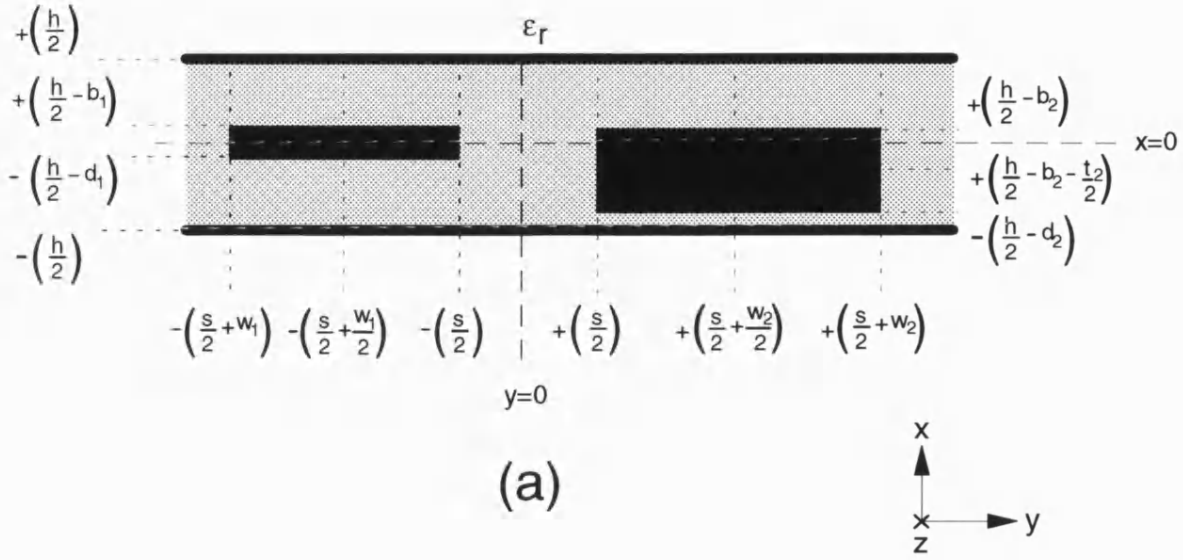 εr
+(h/2)
+(h/2 − b1)
−(h/2 − d1)
−(h/2)
+(h/2 − b2)
x=0
+(h/2 − b2 − t2/2)
−(h/2 − d2)
−(s/2 + w1)
−(s/2 + w1/2)
−(s/2)
+(s/2)
+(s/2 + w2/2)
+(s/2 + w2)
y=0
(a)
x
y
z